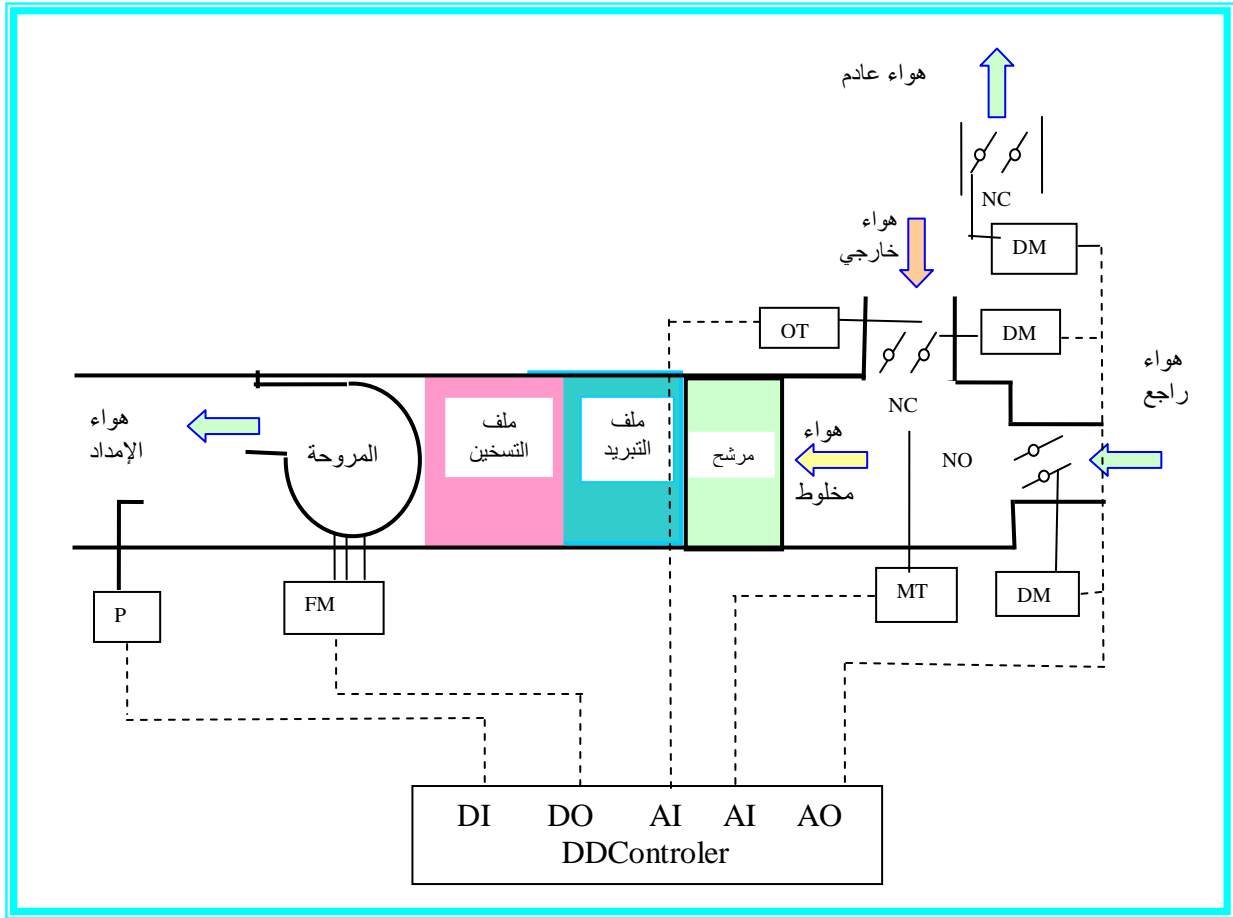 هواء عادم
NC
DM
هواء
خارجي
OT
DM
هواء
راجع
NC
NO
هواء
مخلوط
مرشح
ملف
التبريد
ملف
التسخين
المروحة
هواء
الإمداد
P
FM
MT
DM
DI DO AI AI AO
DDControler